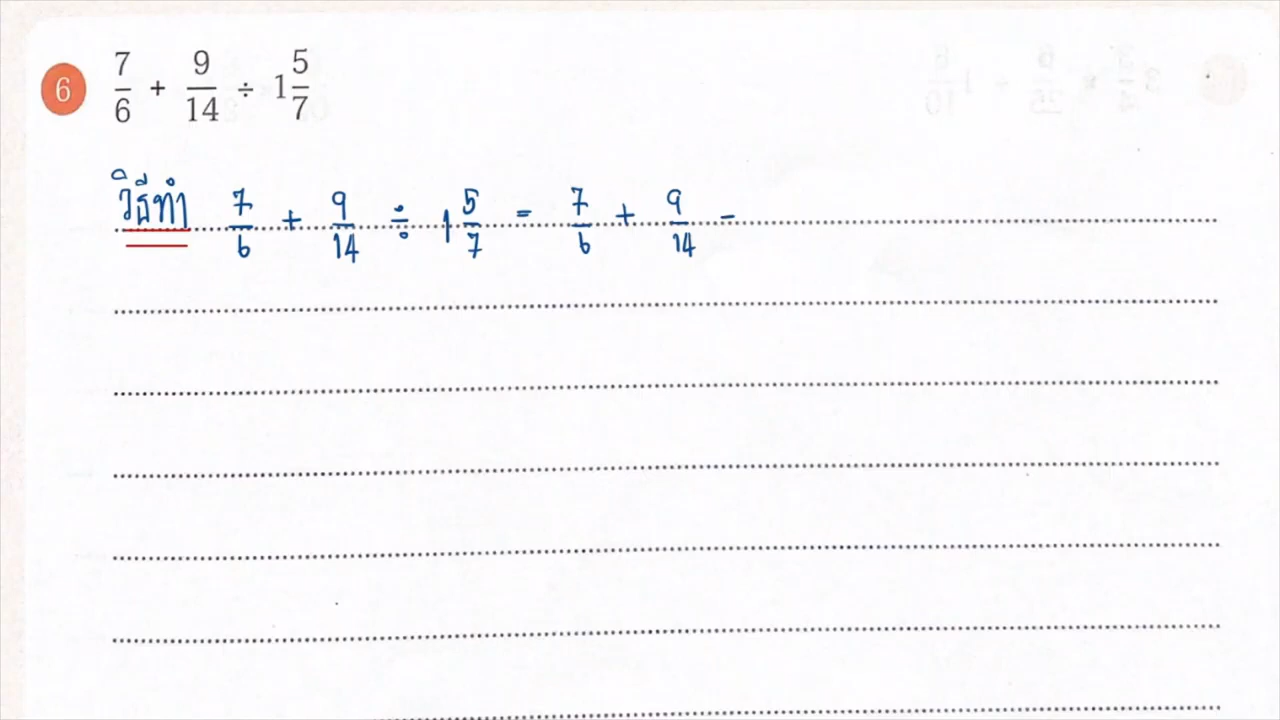 6 7/6 + 9/14 ÷ 1 5/7
วิธีทำ 7/6 + 9/14 ÷ 1 5/7 = 7/6 + 9/14 -